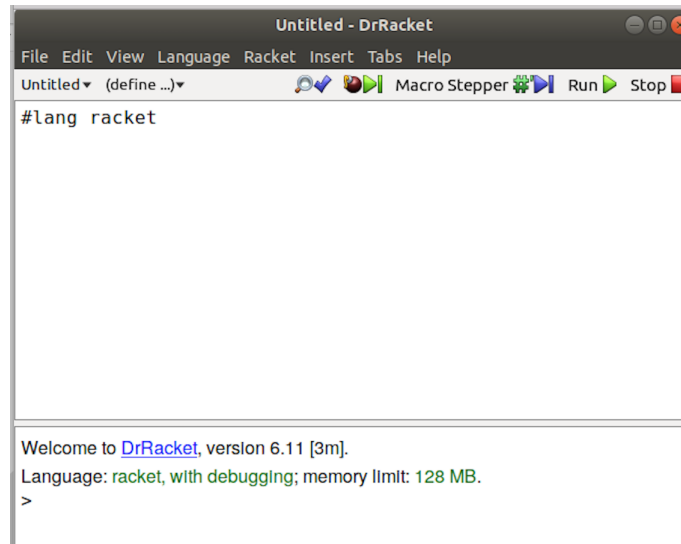 Untitled - DrRacket
File Edit View Language Racket Insert Tabs Help
Untitled (define ...) Macro Stepper Run Stop
#lang racket
Welcome to DrRacket, version 6.11 [3m].
Language: racket, with debugging; memory limit: 128 MB.
>